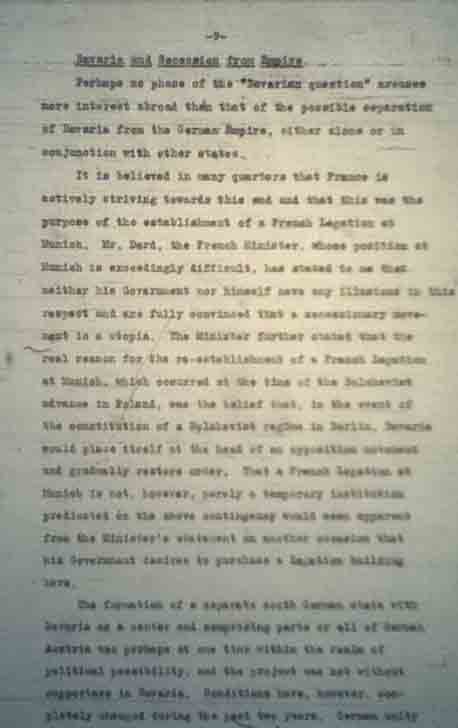 -9-
Bavaria and Secession from Empire
Perhaps no phase of the "Bavarian question" arouses
more interest abroad than that of the possible separation
of Bavaria from the German Empire, either alone or in
conjunction with other states.
It is believed in many quarters that France is
actively striving towards this end and that this was the
purpose of the establishment of a French Legation at
Munich. Mr. Dard, the French Minister, whose position at
Munich is exceedingly difficult, has stated to me that
neither his Government nor himself have any illusions in this
respect and are fully convinced that a secessionary move-
ment is a utopia. The Minister further stated that the
real reason for the re-establishment of a French Legation
at Munich, which occurred at the time of the Bolshevist
advance in Poland, was the belief that, in the event of
the constitution of a Bolshevist regime in Berlin, Bavaria
would place itself at the head of an opposition movement
and gradually restore order. That a French Legation at
Munich is not, however, purely a temporary institution
predicated on the above contingency would seem apparent
from the Minister's statement on another occasion that
his Government desires to purchase a Legation building
here.
The formation of a separate south German state with
Bavaria as a center and comprising parts or all of German
Austria was perhaps at one time within the realm of
political possibility, and the project was not without
supporters in Bavaria. Conditions have, however, com-
pletely changed during the past two years. German unity